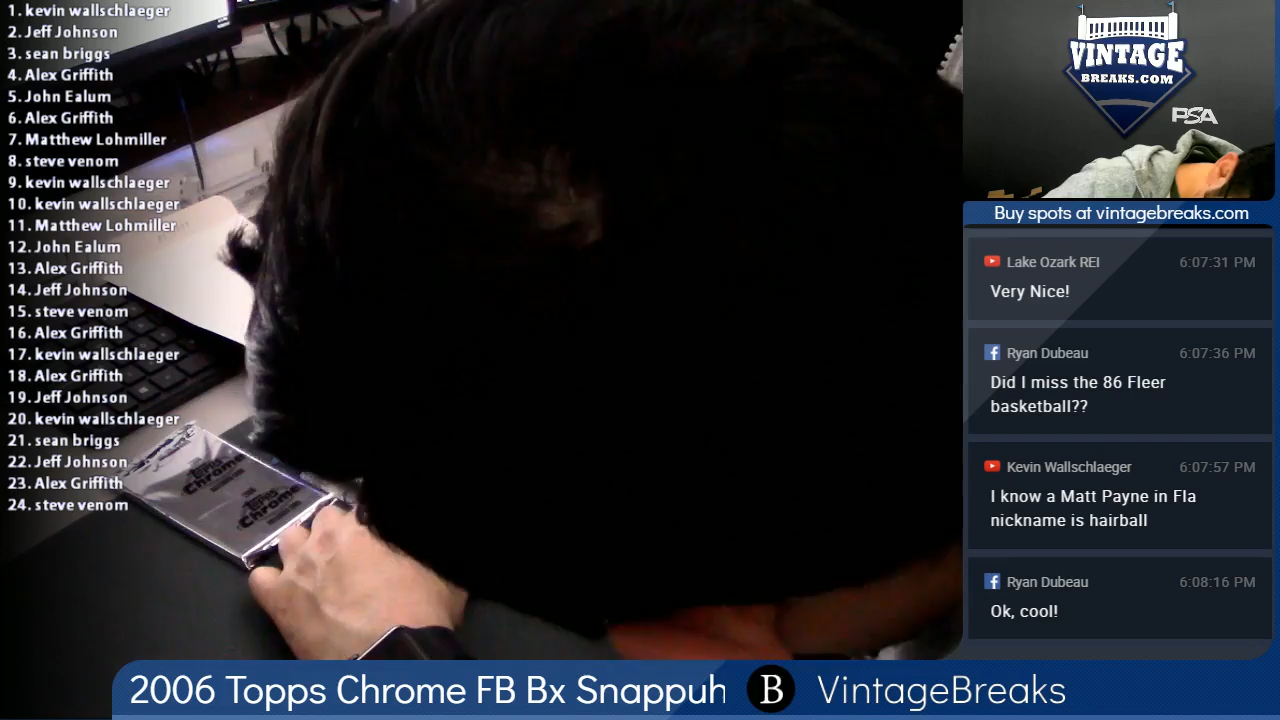 1. kevin wallschlaeger
2. Jeff Johnson
3. sean briggs
4. Alex Griffith
5. John Ealum
6. Alex Griffith
7. Matthew Lohmiller
8. steve venom
9. kevin wallschlaeger
10. kevin wallschlaeger
11. Matthew Lohmiller
12. John Ealum
13. Alex Griffith
14. Jeff Johnson
15. steve venom
16. Alex Griffith
17. kevin wallschlaeger
18. Alex Griffith
19. Jeff Johnson
20. kevin wallschlaeger
21. sean briggs
22. Jeff Johnson
23. Alex Griffith
24. steve venom
Topps
Chrome
Topps
Chrome
VINTAGE
BREAKS.COM
PSA
Buy spots at vintagebreaks.com
Lake Ozark REI 6:07:31 PM
Very Nice!
Ryan Dubeau 6:07:36 PM
Did I miss the 86 Fleer
basketball??
Kevin Wallschlaeger 6:07:57 PM
I know a Matt Payne in Fla
nickname is hairball
Ryan Dubeau 6:08:16 PM
Ok, cool!
2006 Topps Chrome FB Bx Snappuh B VintageBreaks